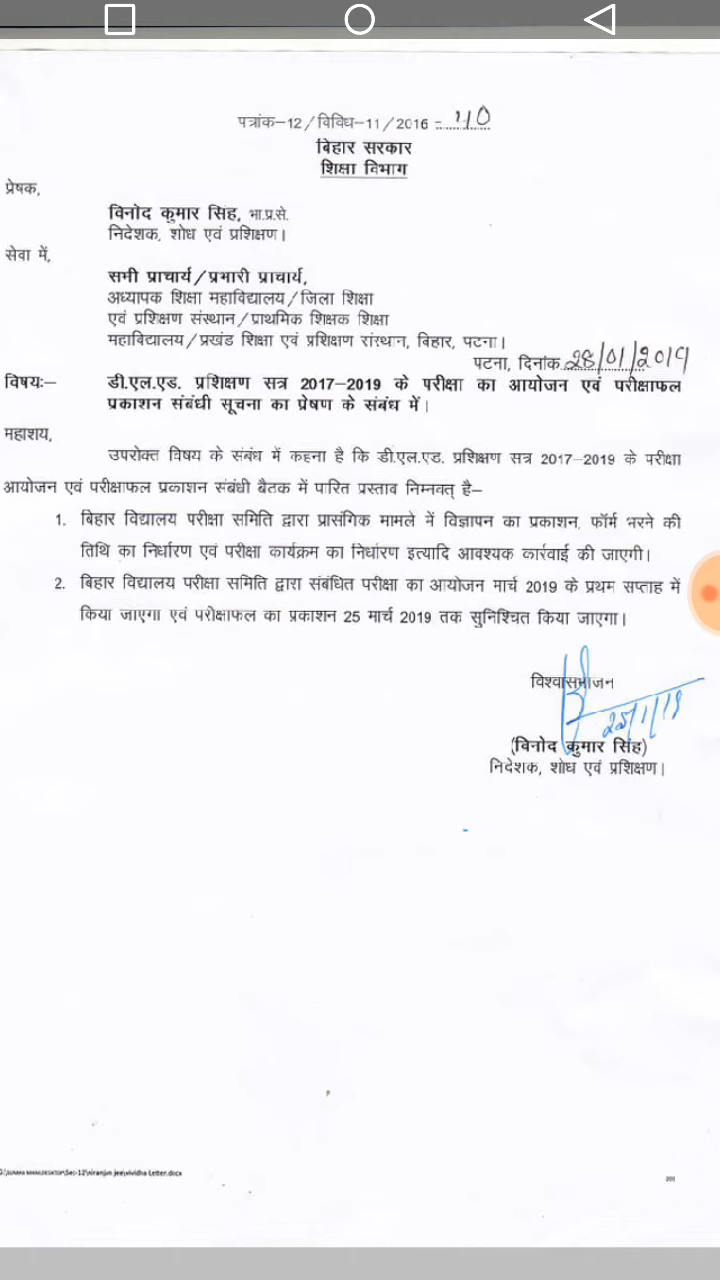 पत्रांक–12/विविध–11/2016 –
बिहार सरकार
शिक्षा विभाग
प्रेषक,
विनोद कुमार सिंह, भा.प्र.से.
निदेशक, शोध एवं प्रशिक्षण।
सेवा में,
सभी प्राचार्य/प्रभारी प्राचार्य,
अध्यापक शिक्षा महाविद्यालय/जिला शिक्षा
एवं प्रशिक्षण संस्थान/प्राथमिक शिक्षक शिक्षा
महाविद्यालय/प्रखंड शिक्षा एवं प्रशिक्षण संस्थान, बिहार, पटना।
पटना, दिनांक 28/01/2019
विषयः– डी.एल.एड. प्रशिक्षण सत्र 2017–2019 के परीक्षा का आयोजन एवं परीक्षाफल
प्रकाशन संबंधी सूचना का प्रेषण के संबंध में।
महाशय,
उपरोक्त विषय के संबंध में कहना है कि डी.एल.एड. प्रशिक्षण सत्र 2017–2019 के परीक्षा
आयोजन एवं परीक्षाफल प्रकाशन संबंधी बैठक में पारित प्रस्ताव निम्नवत् है–
1. बिहार विद्यालय परीक्षा समिति द्वारा प्रासंगिक मामले में विज्ञापन का प्रकाशन, फॉर्म भरने की
तिथि का निर्धारण एवं परीक्षा कार्यक्रम का निर्धारण इत्यादि आवश्यक कार्रवाई की जाएगी।
2. बिहार विद्यालय परीक्षा समिति द्वारा संबंधित परीक्षा का आयोजन मार्च 2019 के प्रथम सप्ताह में
किया जाएगा एवं परीक्षाफल का प्रकाशन 25 मार्च 2019 तक सुनिश्चित किया जाएगा।
विश्वासभाजन
(विनोद कुमार सिंह)
निदेशक, शोध एवं प्रशिक्षण।